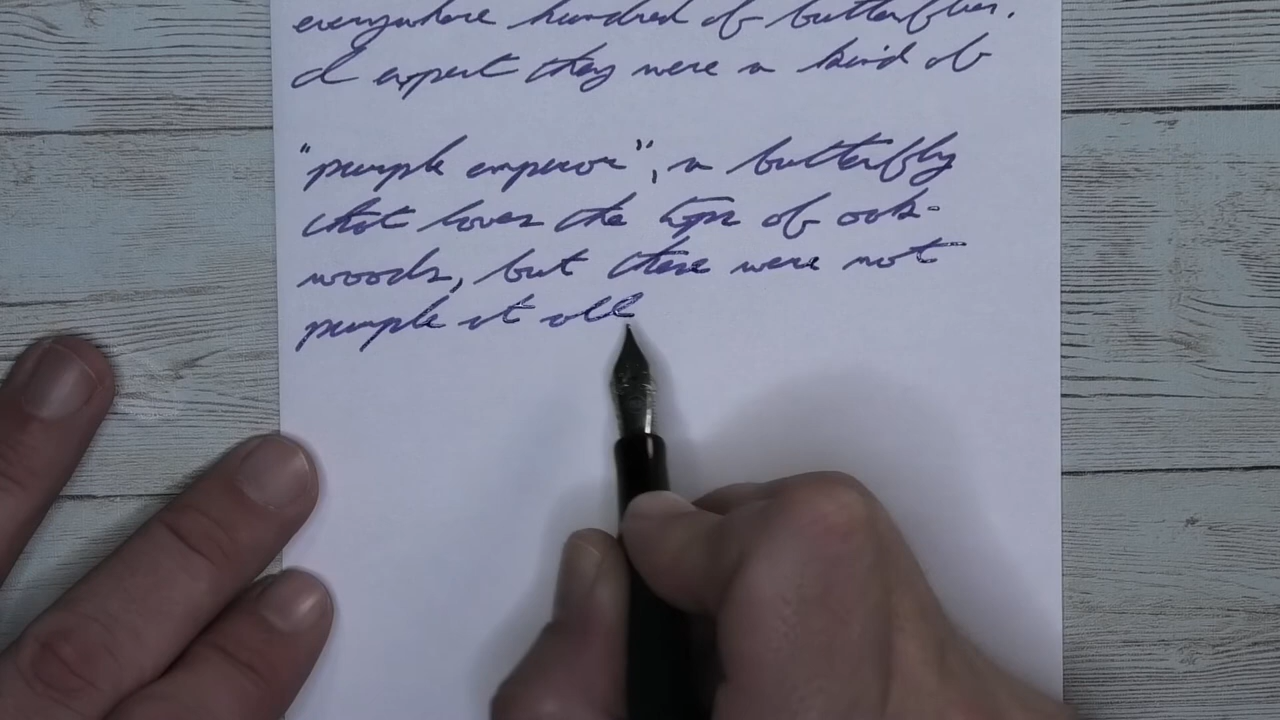 everywhere hundred of butterflies.
I expect they were a kind of
"purple emperor", a butterfly
that loves the tops of oak-
woods, but these were not
purple at all